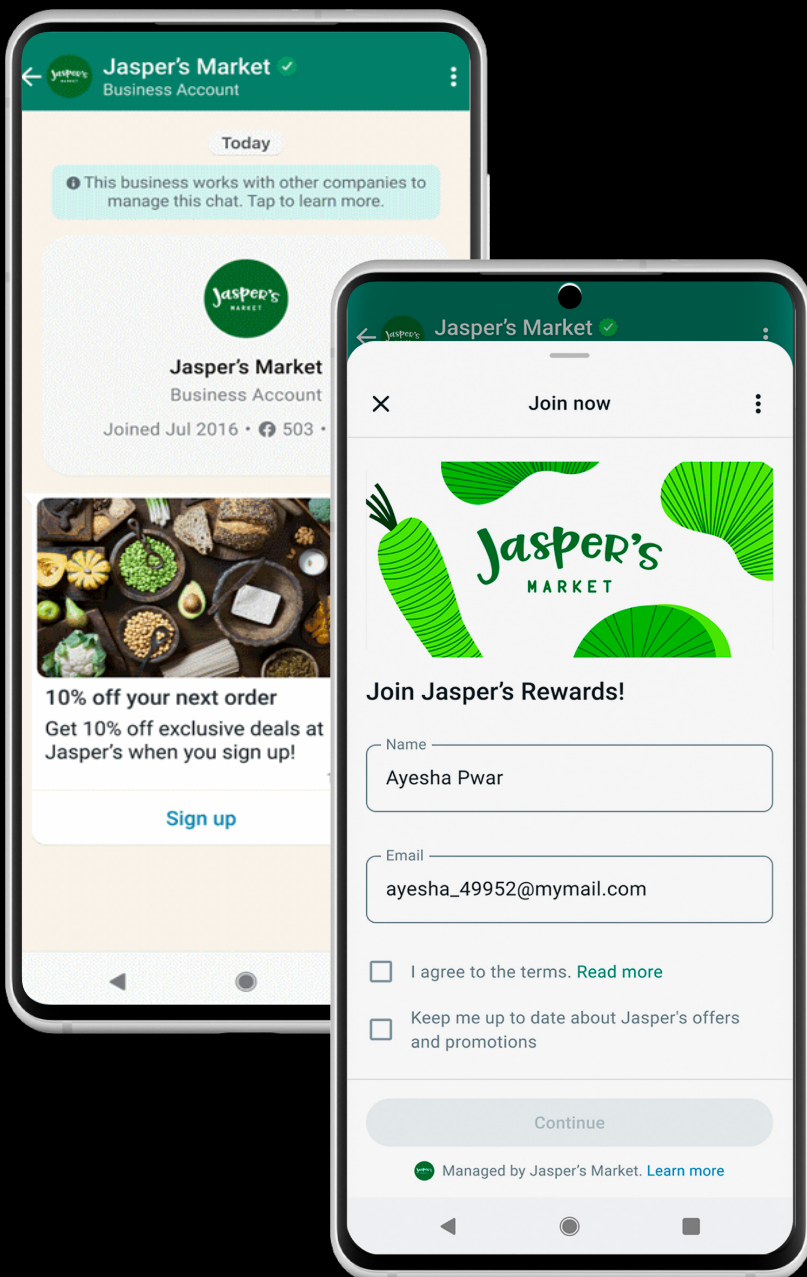 Jasper's
MARKET
Jasper’s Market
Business Account
Today
This business works with other companies to
manage this chat. Tap to learn more.
Jasper's
MARKET
Jasper’s Market
Business Account
Joined Jul 2016 • 503 •
10% off your next order
Get 10% off exclusive deals at
Jasper’s when you sign up!
Sign up
Jasper's
Jasper’s Market
Join now
Jasper's
MARKET
Join Jasper’s Rewards!
Name
Ayesha Pwar
Email
ayesha_49952@mymail.com
I agree to the terms. Read more
Keep me up to date about Jasper's offers
and promotions
Continue
Managed by Jasper’s Market. Learn more